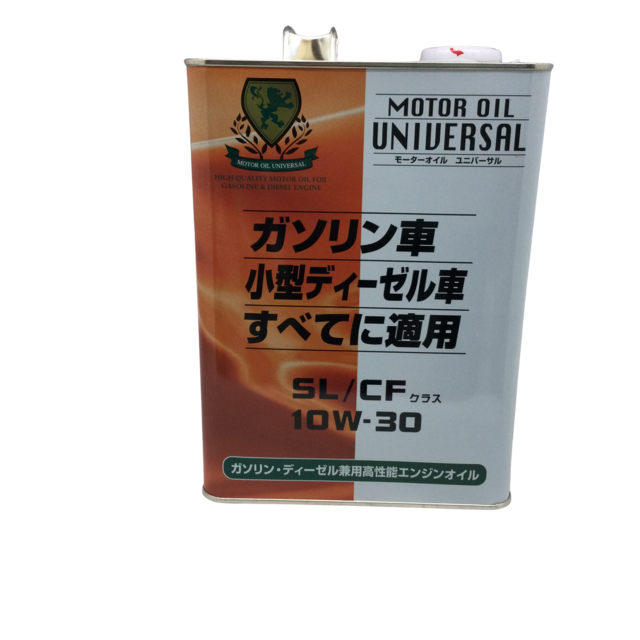 MOTOR OIL UNIVERSAL
HIGH QUALITY MOTOR OIL FOR
GASOLINE & DIESEL ENGINE
MOTOR OIL
UNIVERSAL
モーターオイル ユニバーサル
ガソリン車
小型ディーゼル車
すべてに適用
SL/CF クラス
10W-30
ガソリン・ディーゼル兼用高性能エンジンオイル